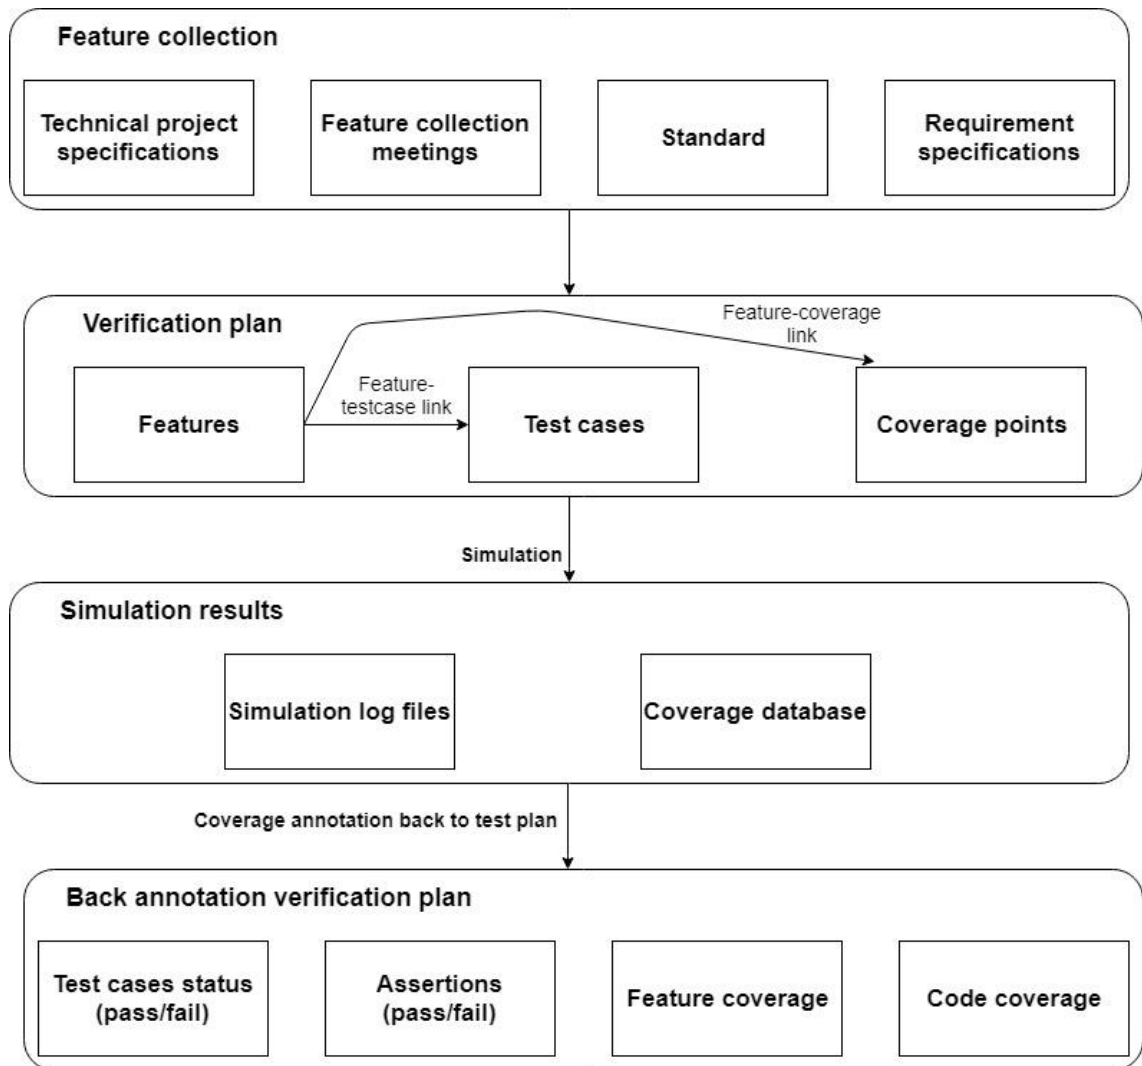 Feature collection
Technical project
specifications
Feature collection
meetings
Standard
Requirement
specifications
Verification plan
Feature-coverage
link
Feature-
testcase link
Features
Test cases
Coverage points
Simulation
Simulation results
Simulation log files
Coverage database
Coverage annotation back to test plan
Back annotation verification plan
Test cases status
(pass/fail)
Assertions
(pass/fail)
Feature coverage
Code coverage